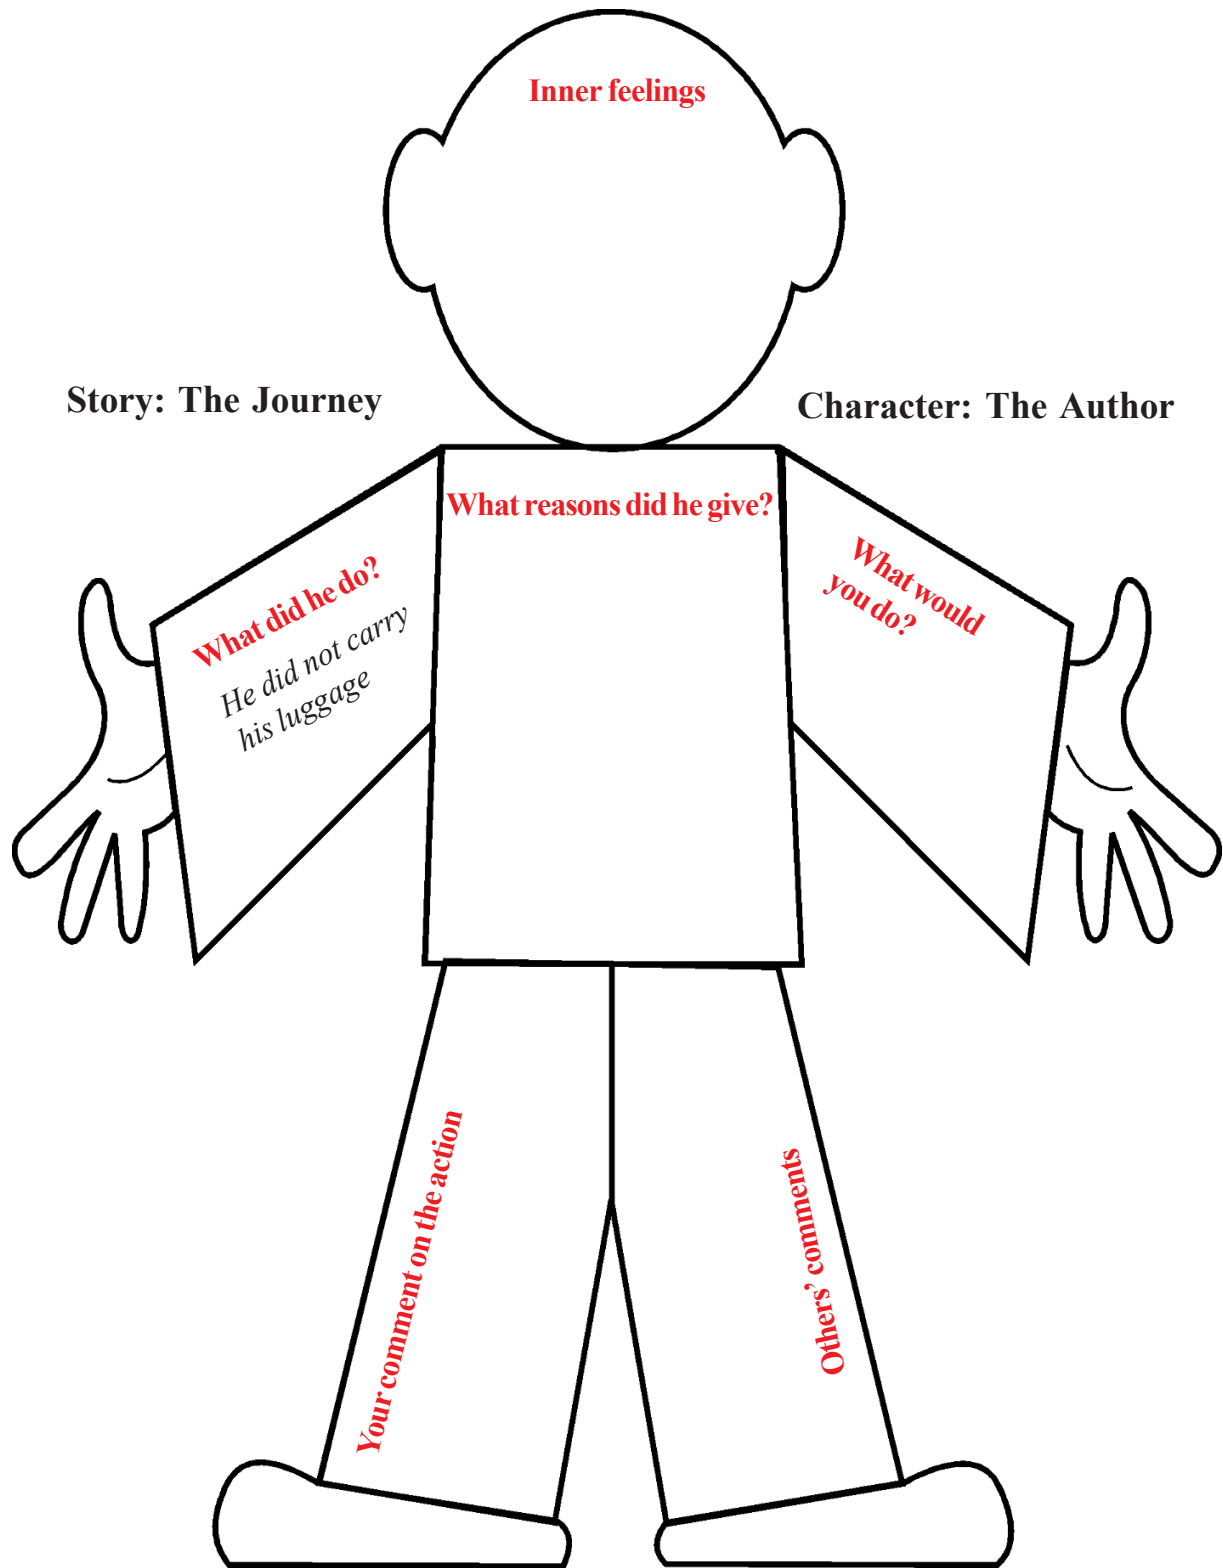 Inner feelings
Story: The Journey
Character: The Author
What reasons did he give?
What did he do?
He did not carry
his luggage
What would
you do?
Your comment on the action
Others' comments